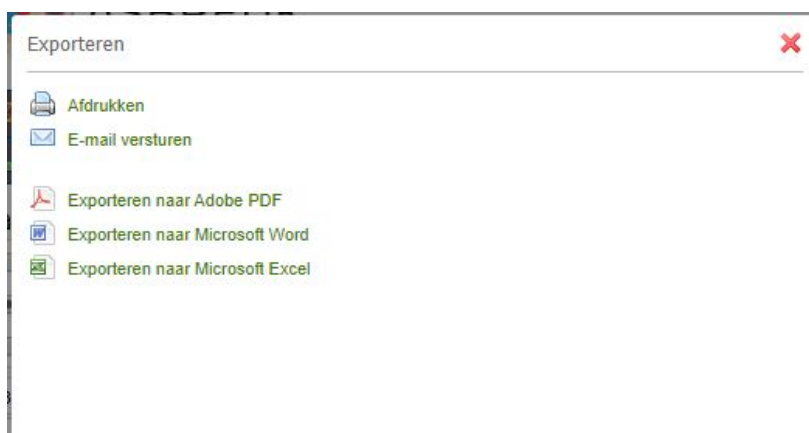 Exporteren
Afdrukken
E-mail versturen
Exporteren naar Adobe PDF
Exporteren naar Microsoft Word
Exporteren naar Microsoft Excel